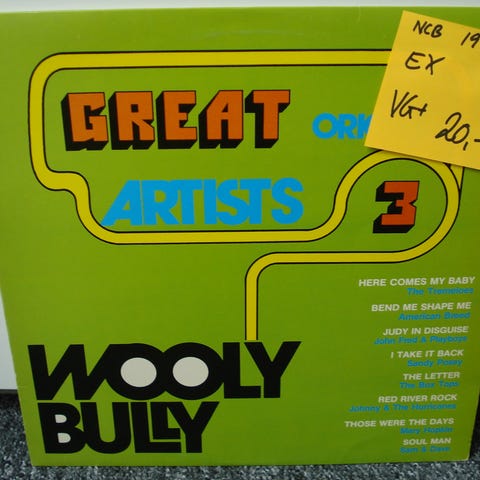 NCB 19
EX
VG+ 20,-
GREAT
ARTISTS 3
HERE COMES MY BABY
The Tremeloes
BEND ME SHAPE ME
American Breed
JUDY IN DISGUISE
John Fred & Playboys
I TAKE IT BACK
Sandy Posey
THE LETTER
The Box Tops
RED RIVER ROCK
Johnny & The Hurricanes
THOSE WERE THE DAYS
Mary Hopkin
SOUL MAN
Sam & Dave
WOOLY
BULLY